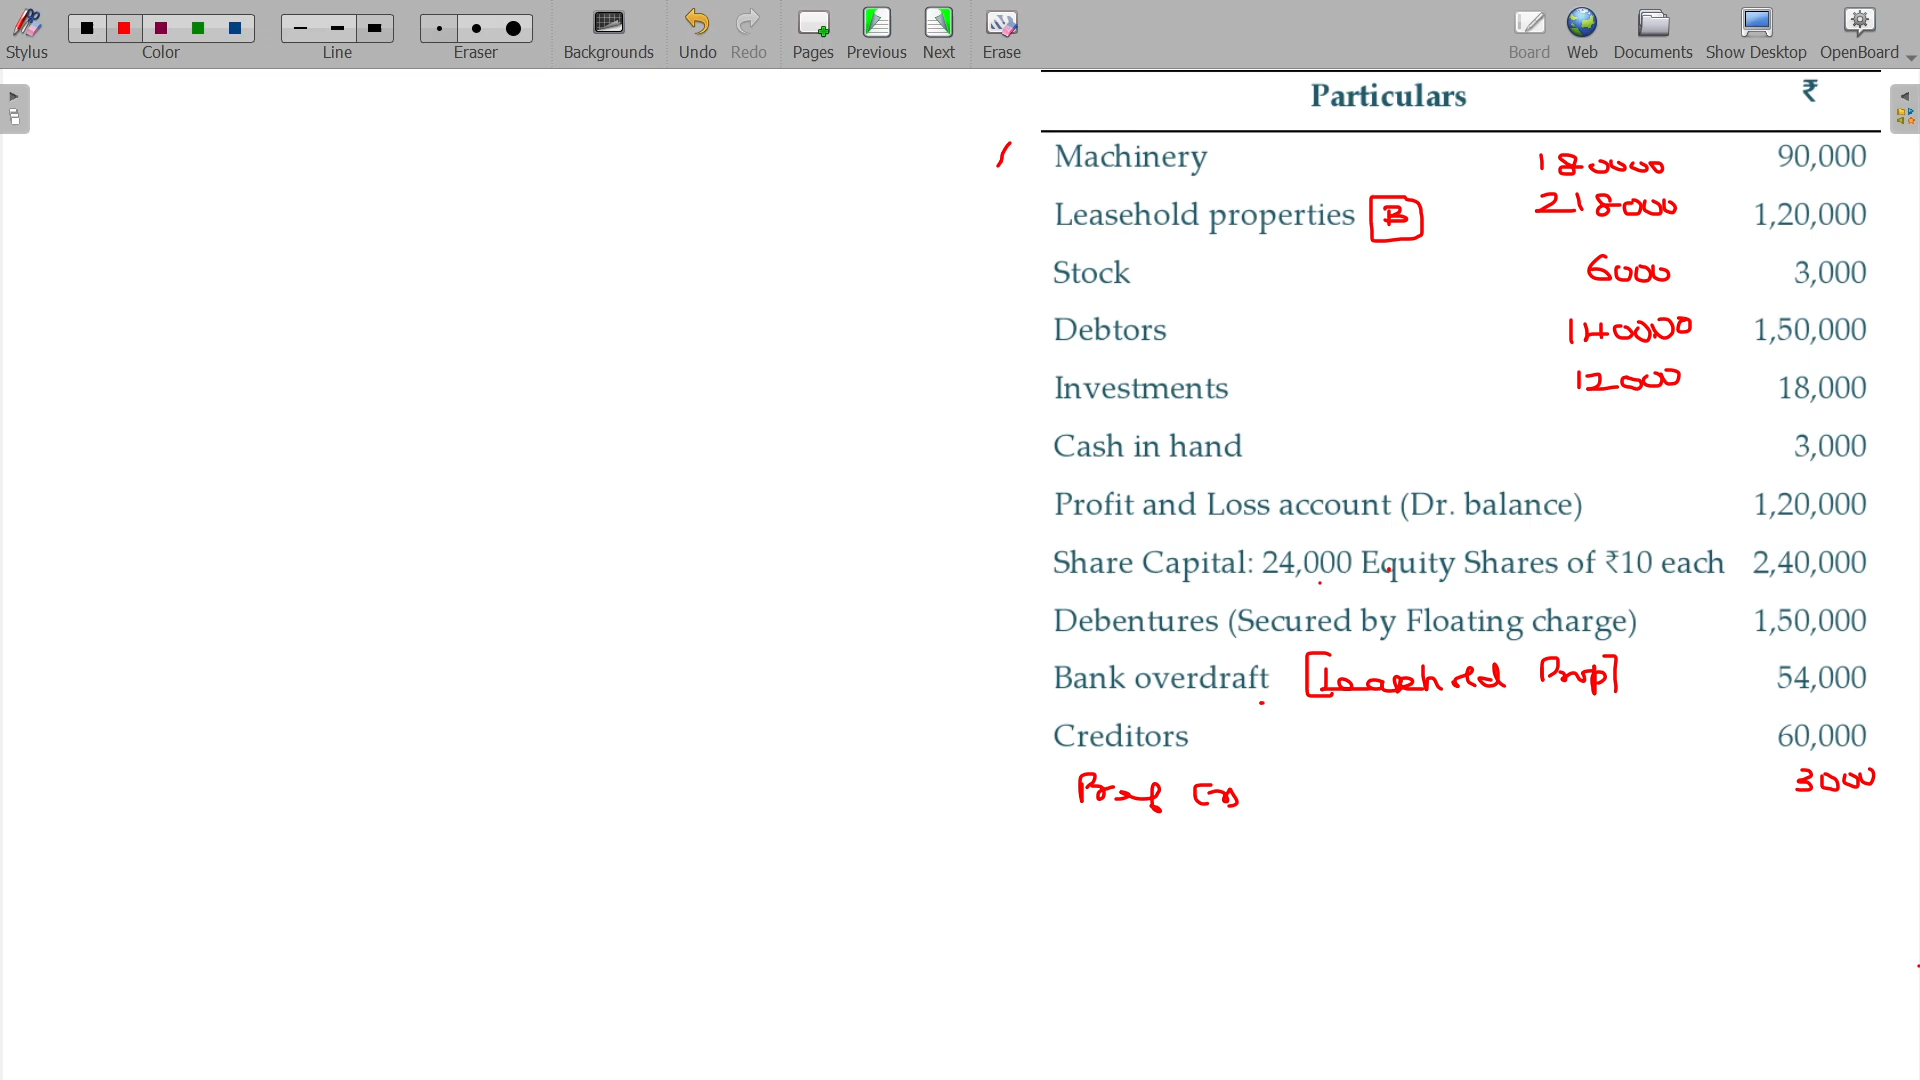 Stylus Color Line Eraser Backgrounds Undo Redo Pages Previous Next Erase Board Web Documents Show Desktop OpenBoard
Particulars ₹
Machinery 180000 90,000
Leasehold properties B 218000 1,20,000
Stock 6000 3,000
Debtors 140000 1,50,000
Investments 12000 18,000
Cash in hand 3,000
Profit and Loss account (Dr. balance) 1,20,000
Share Capital: 24,000 Equity Shares of ₹10 each 2,40,000
Debentures (Secured by Floating charge) 1,50,000
Bank overdraft [Leasehold Prop] 54,000
Creditors 60,000
Pref Crs 3000